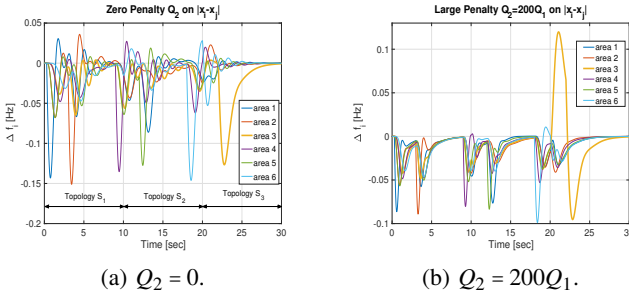 Zero Penalty Q2 on |xi-xj|
0.05
0
-0.05
-0.1
-0.15
-0.2
Δ fi [Hz]
area 1
area 2
area 3
area 4
area 5
area 6
Topology S1
Topology S2
Topology S3
0 5 10 15 20 25 30
Time [sec]
(a) Q2 = 0.
Large Penalty Q2=200Q1 on |xi-xj|
0.1
0.05
0
-0.05
-0.1
Δ fi [Hz]
area 1
area 2
area 3
area 4
area 5
area 6
0 5 10 15 20 25 30
Time [sec]
(b) Q2 = 200Q1.